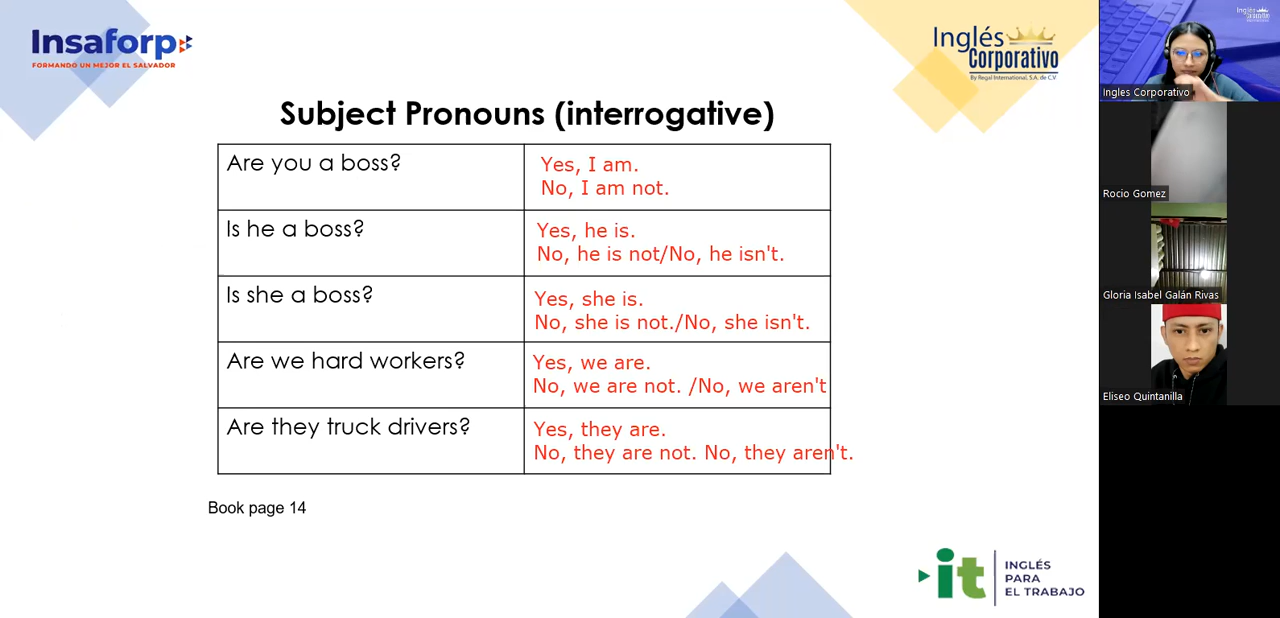 Insaforp
FORMANDO UN MEJOR EL SALVADOR
Inglés
Corporativo
By Regal International, S.A. de C.V
Subject Pronouns (interrogative)
Are you a boss?
Yes, I am.
No, I am not.
Is he a boss?
Yes, he is.
No, he is not/No, he isn't.
Is she a boss?
Yes, she is.
No, she is not./No, she isn't.
Are we hard workers?
Yes, we are.
No, we are not. /No, we aren't
Are they truck drivers?
Yes, they are.
No, they are not. No, they aren't.
Book page 14
it
INGLÉS
PARA
EL TRABAJO
Inglés
Ingles Corporativo
Rocio Gomez
Gloria Isabel Galán Rivas
Eliseo Quintanilla